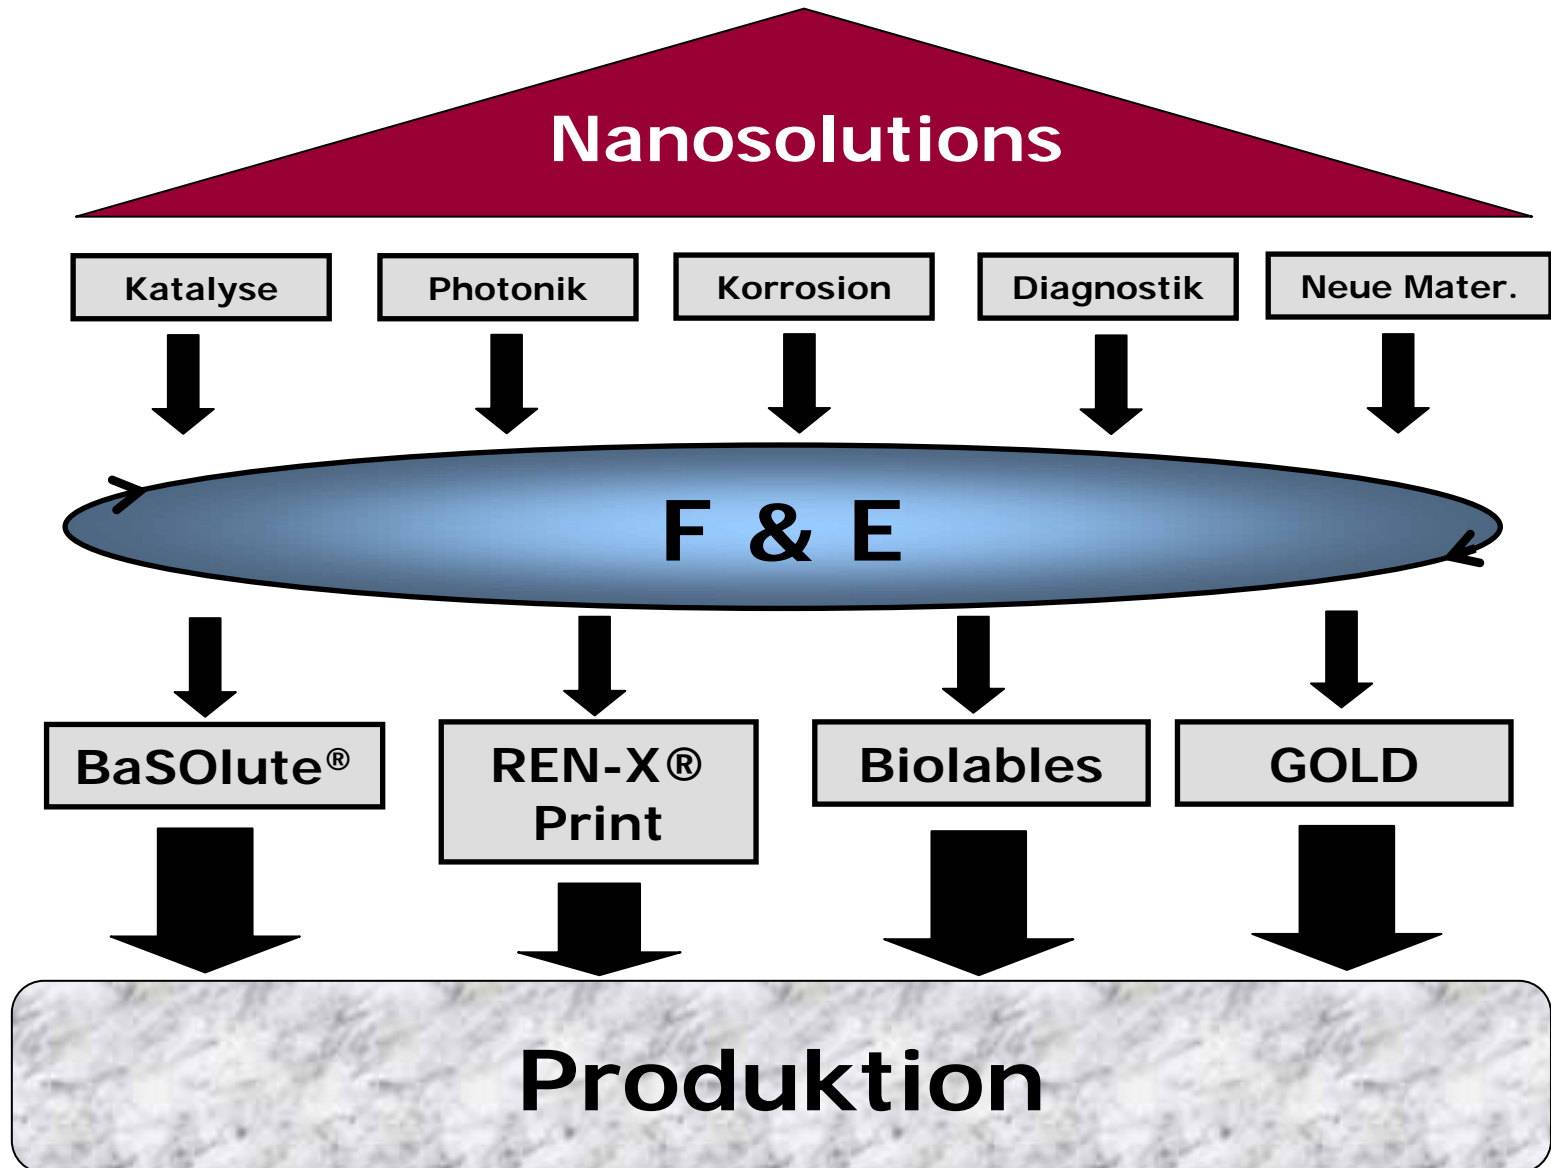 Nanosolutions
Katalyse
Photonik
Korrosion
Diagnostik
Neue Mater.
F & E
BaSOlute®
REN-X®
Print
Biolables
GOLD
Produktion